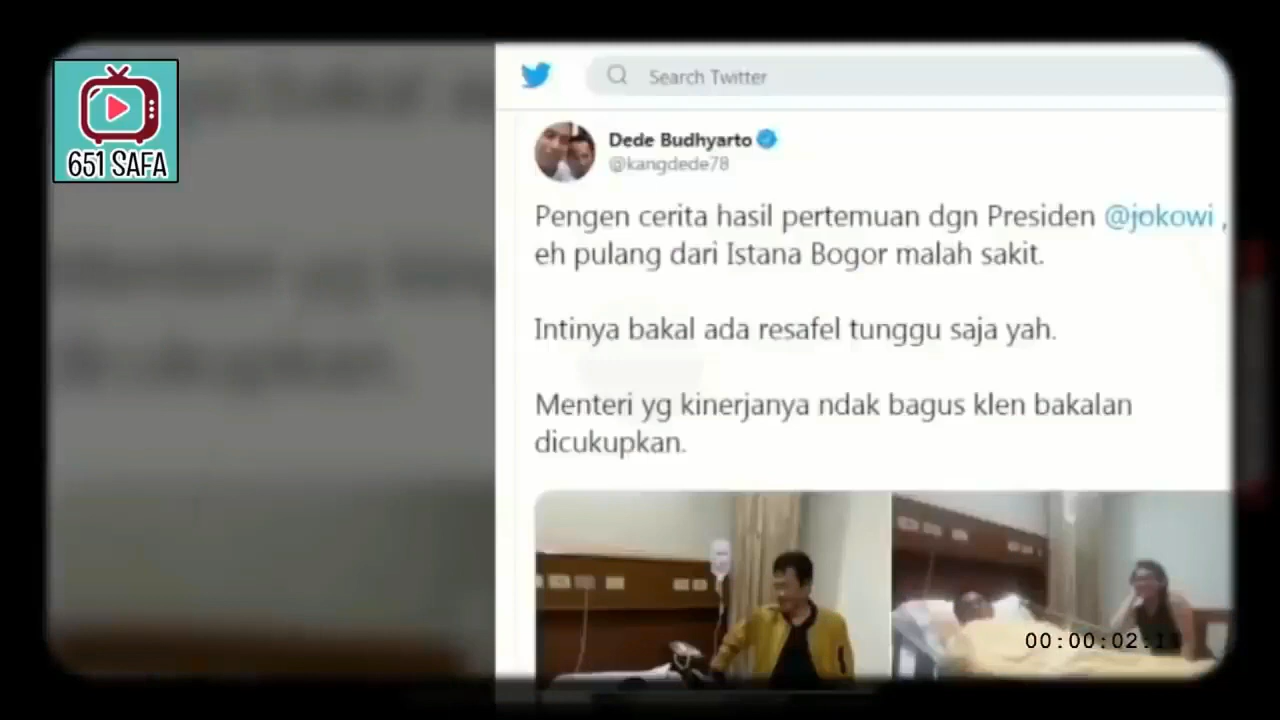 651 SAFA
Search Twitter
Dede Budhyarto
@kangdede78
Pengen cerita hasil pertemuan dgn Presiden @jokowi ,
eh pulang dari Istana Bogor malah sakit.
Intinya bakal ada resafel tunggu saja yah.
Menteri yg kinerjanya ndak bagus klen bakalan
dicukupkan.